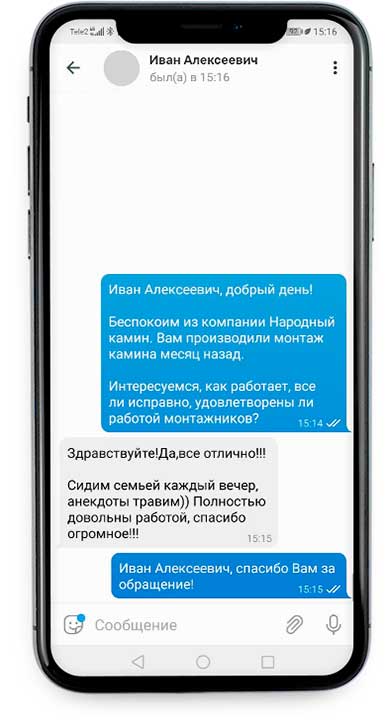 Tele2 15:16
Иван Алексеевич
был(а) в 15:16
Иван Алексеевич, добрый день!
Беспокоим из компании Народный
камин. Вам производили монтаж
камина месяц назад.
Интересуемся, как работает, все
ли исправно, удовлетворены ли
работой монтажников?
15:14
Здравствуйте!Да,все отлично!!!
Сидим семьей каждый вечер,
анекдоты травим)) Полностью
довольны работой, спасибо
огромное!!!
15:15
Иван Алексеевич, спасибо Вам за
обращение!
15:15
Сообщение